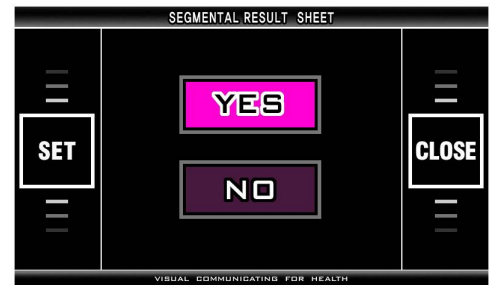 SEGMENTAL RESULT SHEET
YES
SET
CLOSE
NO
VISUAL COMMUNICATING FOR HEALTH